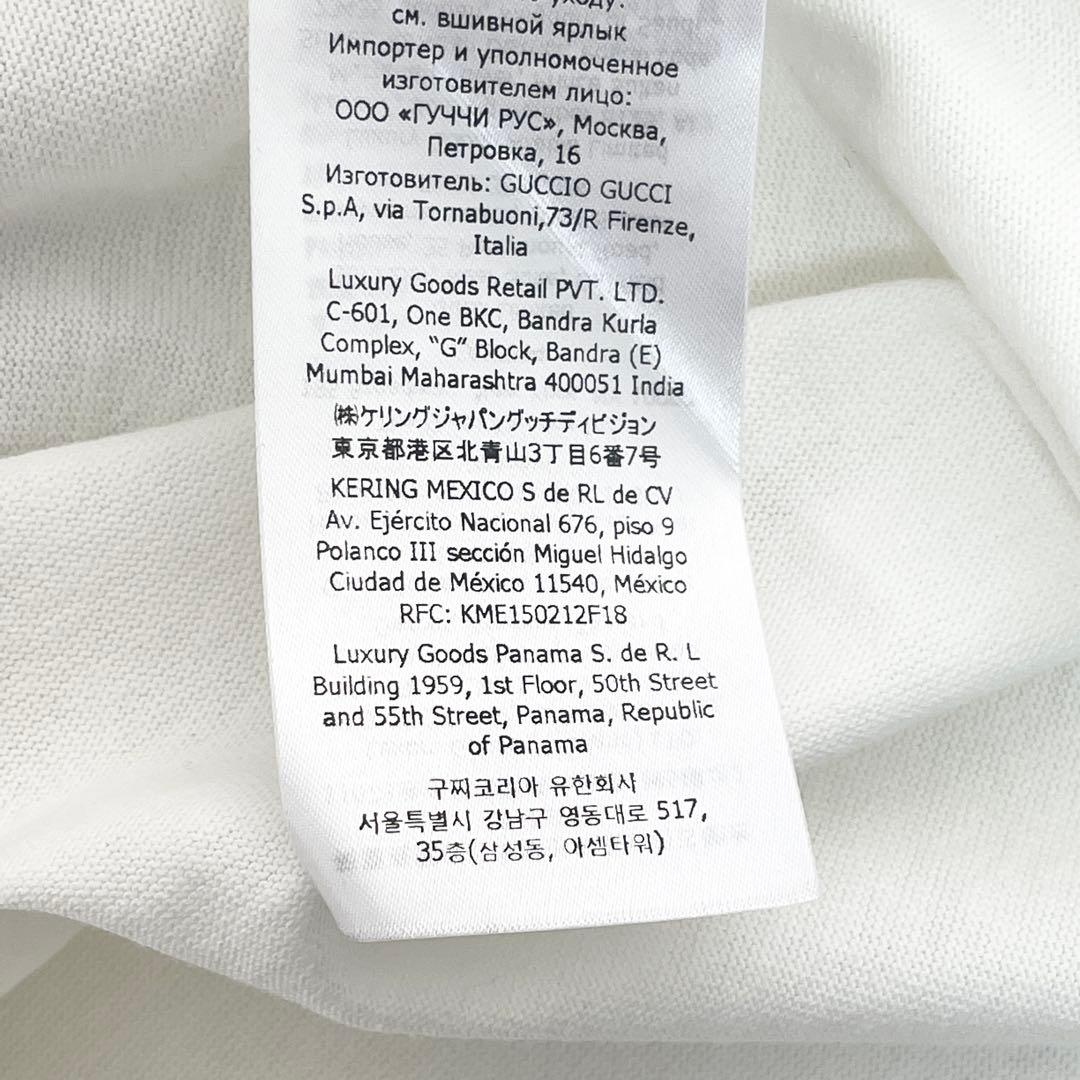 уходу:
см. вшивной ярлык
Импортер и уполномоченное
изготовителем лицо:
ООО «ГУЧЧИ РУС», Москва,
Петровка, 16
Изготовитель: GUCCIO GUCCI
S.p.A, via Tornabuoni,73/R Firenze,
Italia
Luxury Goods Retail PVT. LTD.
C-601, One BKC, Bandra Kurla
Complex, "G" Block, Bandra (E)
Mumbai Maharashtra 400051 India
㈱ケリングジャパングッチディビジョン
東京都港区北青山3丁目6番7号
KERING MEXICO S de RL de CV
Av. Ejército Nacional 676, piso 9
Polanco III sección Miguel Hidalgo
Ciudad de México 11540, México
RFC: KME150212F18
Luxury Goods Panama S. de R. L
Building 1959, 1st Floor, 50th Street
and 55th Street, Panama, Republic
of Panama
구찌코리아 유한회사
서울특별시 강남구 영동대로 517,
35층(삼성동, 아셈타워)